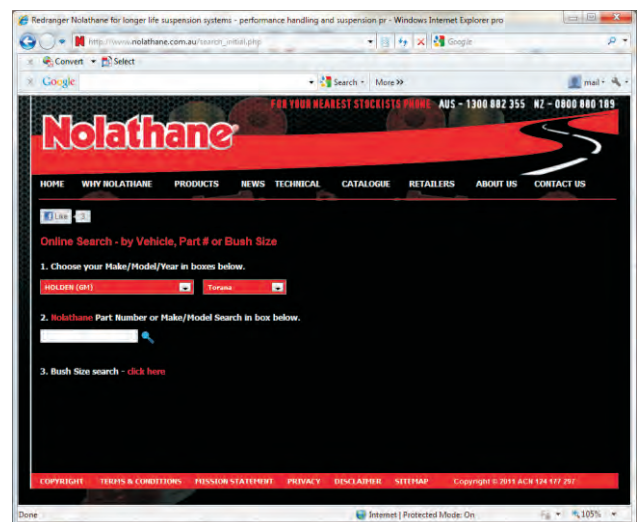 Redranger Nolathane for longer life suspension systems - performance handling and suspension pr - Windows Internet Explorer pro
http://www.nolathane.com.au/search_initial.php
Google
Convert Select
Google Search More >> mail
FOR YOUR NEAREST STOCKISTS PHONE AUS - 1300 882 355 NZ - 0800 880 189
Nolathane
HOME WHY NOLATHANE PRODUCTS NEWS TECHNICAL CATALOGUE RETAILERS ABOUT US CONTACT US
Like 3
Online Search - by Vehicle, Part # or Bush Size
1. Choose your Make/Model/Year in boxes below.
HOLDEN (GM) Torana
2. Nolathane Part Number or Make/Model Search in box below.
3. Bush Size search - click here
COPYRIGHT TERMS & CONDITIONS MISSION STATEMENT PRIVACY DISCLAIMER SITEMAP Copyright © 2011 ACN 124 177 297
Done Internet | Protected Mode: On 105%